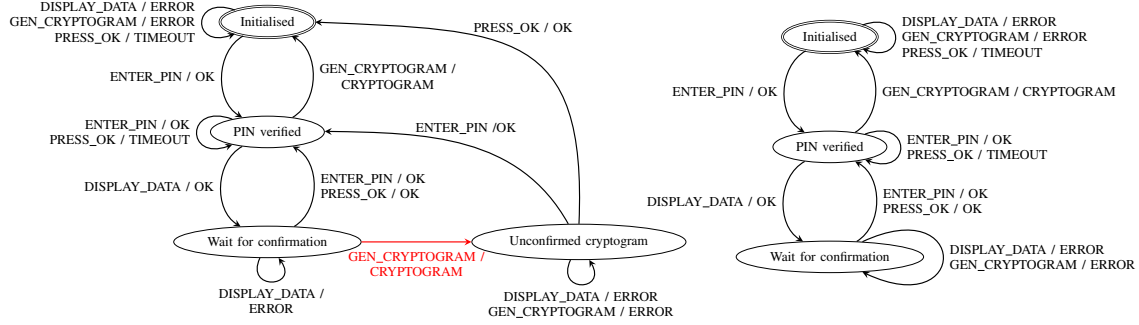 DISPLAY_DATA / ERROR
GEN_CRYPTOGRAM / ERROR
PRESS_OK / TIMEOUT
Initialised
PRESS_OK / OK
ENTER_PIN / OK
GEN_CRYPTOGRAM /
CRYPTOGRAM
ENTER_PIN / OK
PRESS_OK / TIMEOUT
PIN verified
ENTER_PIN /OK
DISPLAY_DATA / OK
ENTER_PIN / OK
PRESS_OK / OK
Wait for confirmation
GEN_CRYPTOGRAM /
CRYPTOGRAM
Unconfirmed cryptogram
DISPLAY_DATA /
ERROR
DISPLAY_DATA / ERROR
GEN_CRYPTOGRAM / ERROR
Initialised
DISPLAY_DATA / ERROR
GEN_CRYPTOGRAM / ERROR
PRESS_OK / TIMEOUT
ENTER_PIN / OK
GEN_CRYPTOGRAM / CRYPTOGRAM
PIN verified
ENTER_PIN / OK
PRESS_OK / TIMEOUT
DISPLAY_DATA / OK
ENTER_PIN / OK
PRESS_OK / OK
Wait for confirmation
DISPLAY_DATA / ERROR
GEN_CRYPTOGRAM / ERROR